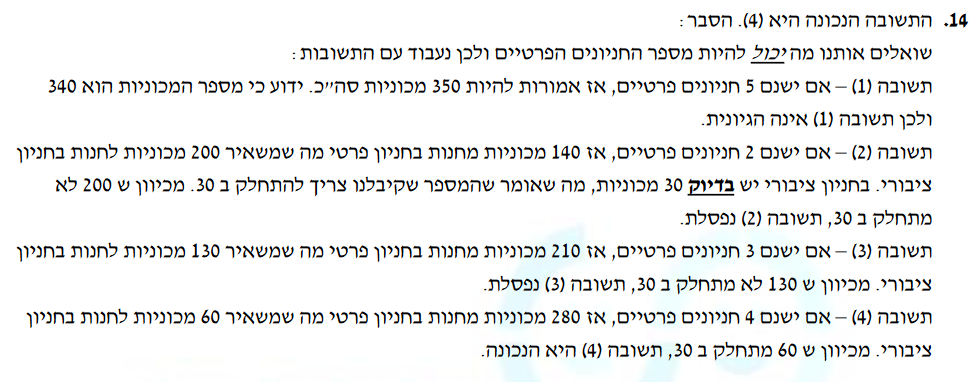 14. התשובה הנכונה היא (4). הסבר:
שואלים אותנו מה יכול להיות מספר החניונים הפרטיים ולכן נעבוד עם התשובות:
תשובה (1) – אם ישנם 5 חניונים פרטיים, אז אמורות להיות 350 מכוניות סה״כ. ידוע כי מספר המכוניות הוא 340
ולכן תשובה (1) אינה הגיונית.
תשובה (2) – אם ישנם 2 חניונים פרטיים, אז 140 מכוניות מחנות בחניון פרטי מה שמשאיר 200 מכוניות לחנות בחניון
ציבורי. בחניון ציבורי יש בדיוק 30 מכוניות, מה שאומר שהמספר שקיבלנו צריך להתחלק ב 30. מכיוון ש 200 לא
מתחלק ב 30, תשובה (2) נפסלת.
תשובה (3) – אם ישנם 3 חניונים פרטיים, אז 210 מכוניות מחנות בחניון פרטי מה שמשאיר 130 מכוניות לחנות בחניון
ציבורי. מכיוון ש 130 לא מתחלק ב 30, תשובה (3) נפסלת.
תשובה (4) – אם ישנם 4 חניונים פרטיים, אז 280 מכוניות מחנות בחניון פרטי מה שמשאיר 60 מכוניות לחנות בחניון
ציבורי. מכיוון ש 60 מתחלק ב 30, תשובה (4) היא הנכונה.